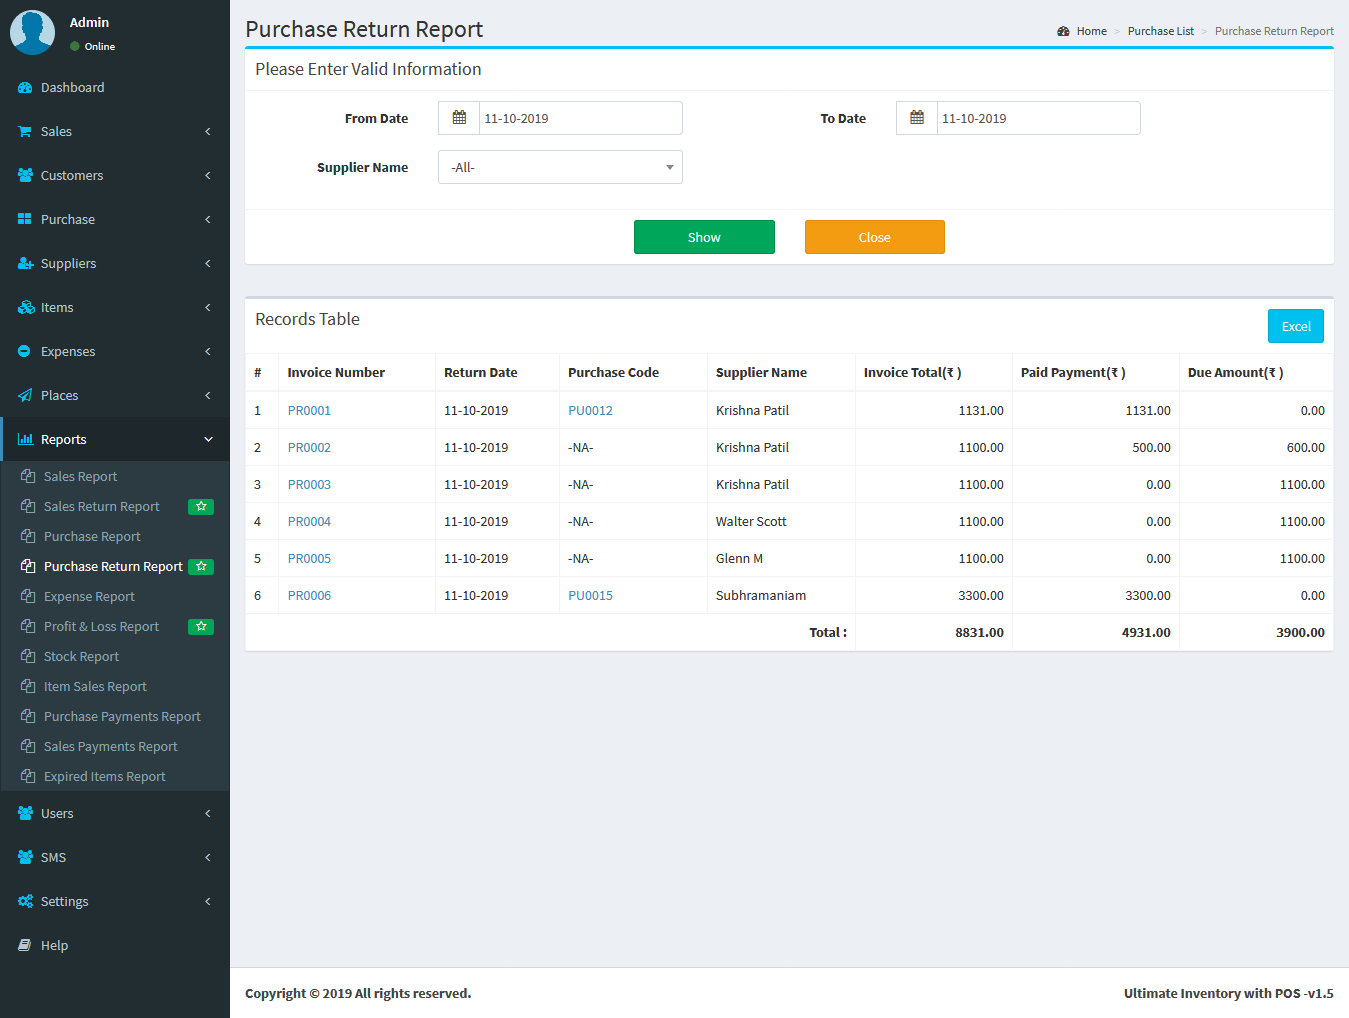 Admin
Online
Dashboard
Sales
Customers
Purchase
Suppliers
Items
Expenses
Places
Reports
Sales Report
Sales Return Report
Purchase Report
Purchase Return Report
Expense Report
Profit & Loss Report
Stock Report
Item Sales Report
Purchase Payments Report
Sales Payments Report
Expired Items Report
Users
SMS
Settings
Help
Purchase Return Report
Home > Purchase List > Purchase Return Report
Please Enter Valid Information
From Date 11-10-2019 To Date 11-10-2019
Supplier Name -All-
Show Close
Records Table
Excel
# Invoice Number Return Date Purchase Code Supplier Name Invoice Total(₹ ) Paid Payment(₹ ) Due Amount(₹ )
1 PR0001 11-10-2019 PU0012 Krishna Patil 1131.00 1131.00 0.00
2 PR0002 11-10-2019 -NA- Krishna Patil 1100.00 500.00 600.00
3 PR0003 11-10-2019 -NA- Krishna Patil 1100.00 0.00 1100.00
4 PR0004 11-10-2019 -NA- Walter Scott 1100.00 0.00 1100.00
5 PR0005 11-10-2019 -NA- Glenn M 1100.00 0.00 1100.00
6 PR0006 11-10-2019 PU0015 Subhramaniam 3300.00 3300.00 0.00
Total : 8831.00 4931.00 3900.00
Copyright © 2019 All rights reserved.
Ultimate Inventory with POS -v1.5